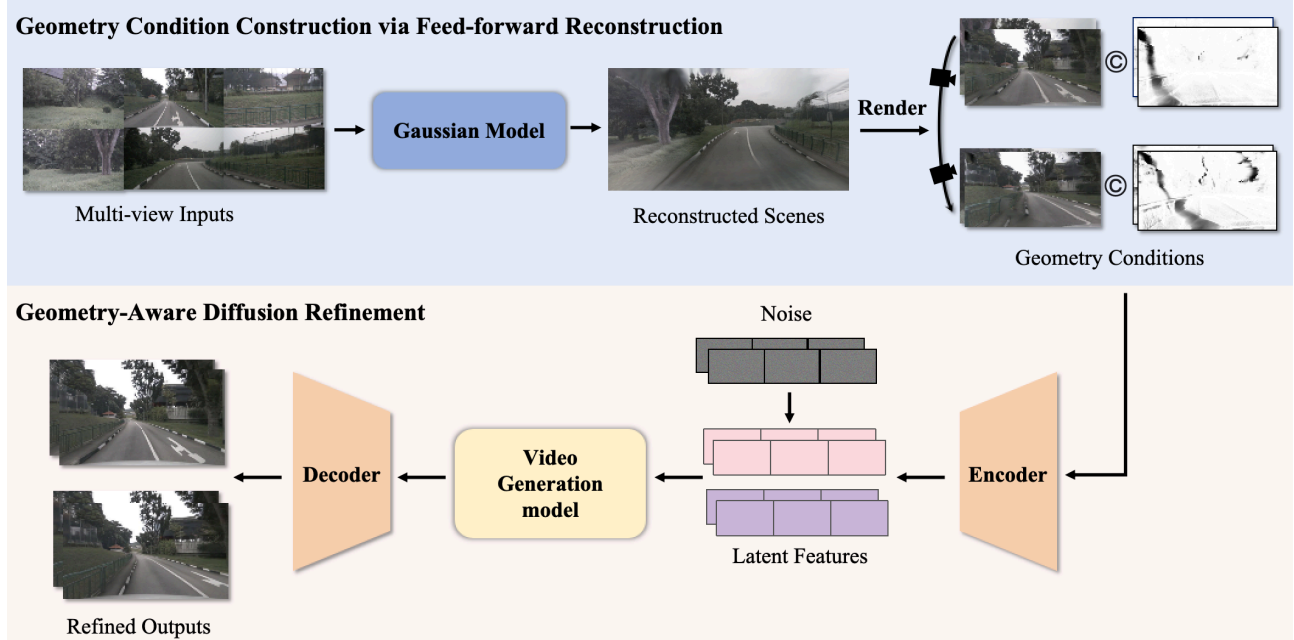 Geometry Condition Construction via Feed-forward Reconstruction
Multi-view Inputs
Gaussian Model
Reconstructed Scenes
Render
©
©
Geometry Conditions
Geometry-Aware Diffusion Refinement
Noise
Encoder
Latent Features
Video
Generation
model
Decoder
Refined Outputs